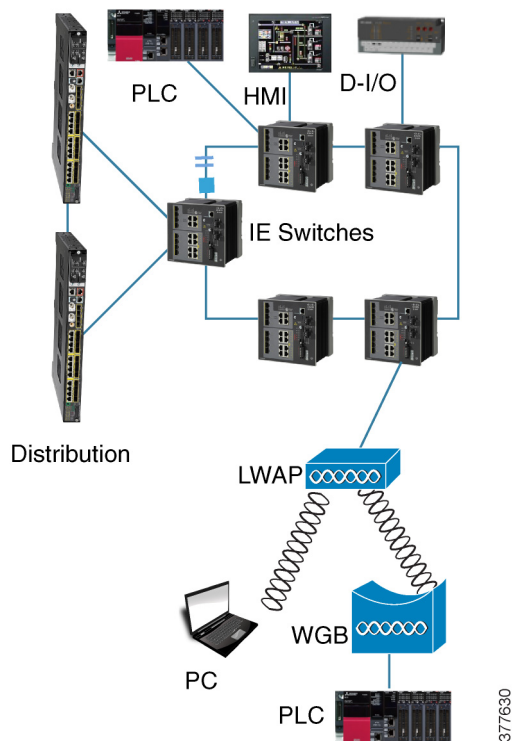 PLC
HMI
D-I/O
IE Switches
Distribution
LWAP
PC
WGB
PLC
377630